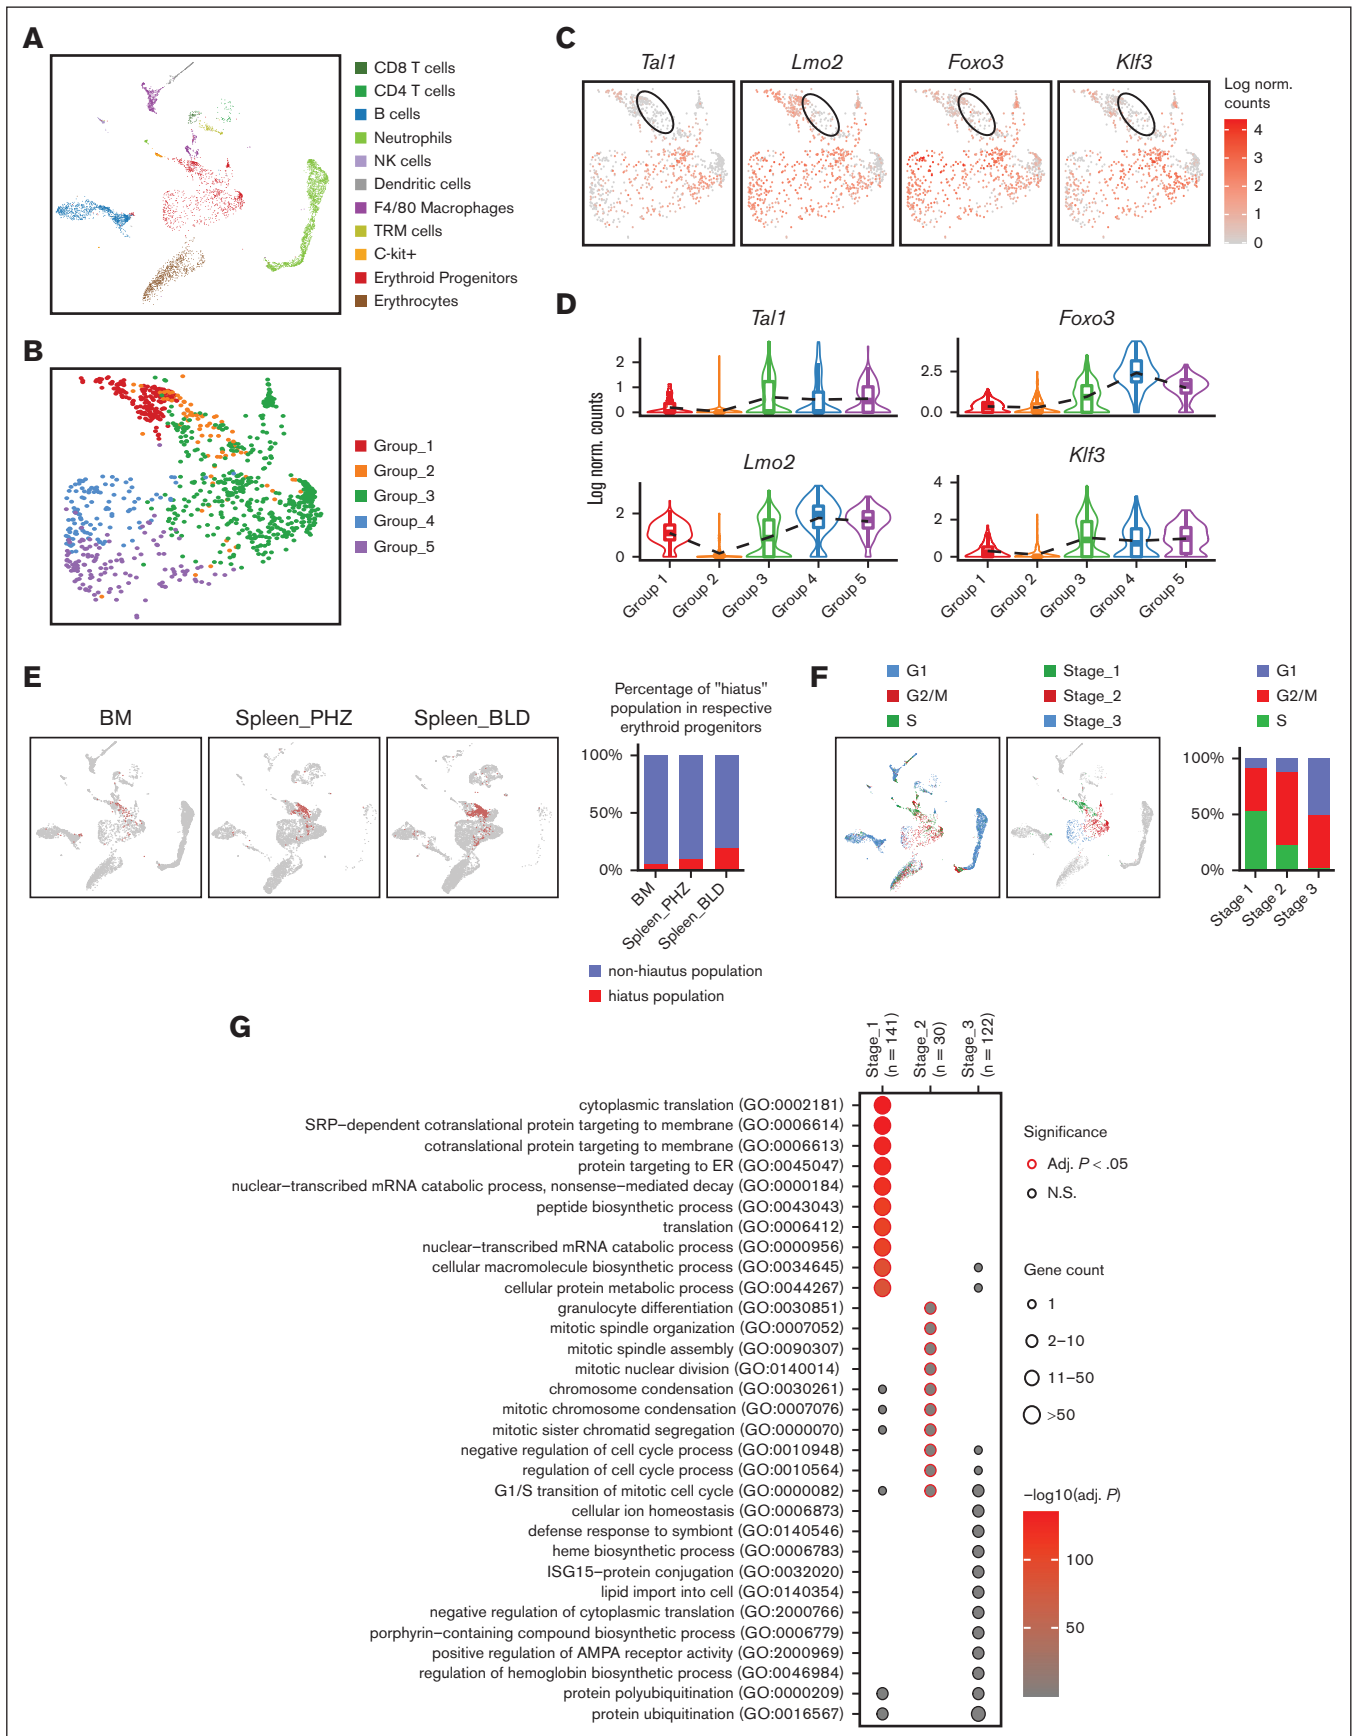 A
CD8 T cells
CD4 T cells
B cells
Neutrophils
NK cells
Dendritic cells
F4/80 Macrophages
TRM cells
C-kit+
Erythroid Progenitors
Erythrocytes
B
Group_1
Group_2
Group_3
Group_4
Group_5
C
Tal1 Lmo2 Foxo3 Klf3
Log norm.
counts
4
3
2
1
0
D
Log norm. counts
Tal1
2
1
0
Foxo3
2.5
0.0
Lmo2
2
0
Group 1 Group 2 Group 3 Group 4 Group 5
Klf3
4
2
0
Group 1 Group 2 Group 3 Group 4 Group 5
E
BM Spleen_PHZ Spleen_BLD
Percentage of "hiatus"
population in respective
erythroid progenitors
100%
50%
0%
BM Spleen_PHZ Spleen_BLD
non-hiautus population
hiatus population
F
G1
G2/M
S
Stage_1
Stage_2
Stage_3
G1
G2/M
S
100%
50%
0%
Stage 1 Stage 2 Stage 3
G
Stage_1
(n = 141)
Stage_2
(n = 30)
Stage_3
(n = 122)
cytoplasmic translation (GO:0002181)
SRP−dependent cotranslational protein targeting to membrane (GO:0006614)
cotranslational protein targeting to membrane (GO:0006613)
protein targeting to ER (GO:0045047)
nuclear−transcribed mRNA catabolic process, nonsense−mediated decay (GO:0000184)
peptide biosynthetic process (GO:0043043)
translation (GO:0006412)
nuclear−transcribed mRNA catabolic process (GO:0000956)
cellular macromolecule biosynthetic process (GO:0034645)
cellular protein metabolic process (GO:0044267)
granulocyte differentiation (GO:0030851)
mitotic spindle organization (GO:0007052)
mitotic spindle assembly (GO:0090307)
mitotic nuclear division (GO:0140014)
chromosome condensation (GO:0030261)
mitotic chromosome condensation (GO:0007076)
mitotic sister chromatid segregation (GO:0000070)
negative regulation of cell cycle process (GO:0010948)
regulation of cell cycle process (GO:0010564)
G1/S transition of mitotic cell cycle (GO:0000082)
cellular ion homeostasis (GO:0006873)
defense response to symbiont (GO:0140546)
heme biosynthetic process (GO:0006783)
ISG15−protein conjugation (GO:0032020)
lipid import into cell (GO:0140354)
negative regulation of cytoplasmic translation (GO:2000766)
porphyrin−containing compound biosynthetic process (GO:0006779)
positive regulation of AMPA receptor activity (GO:2000969)
regulation of hemoglobin biosynthetic process (GO:0046984)
protein polyubiquitination (GO:0000209)
protein ubiquitination (GO:0016567)
Significance
Adj. P < .05
N.S.
Gene count
1
2−10
11−50
>50
−log10(adj. P)
100
50